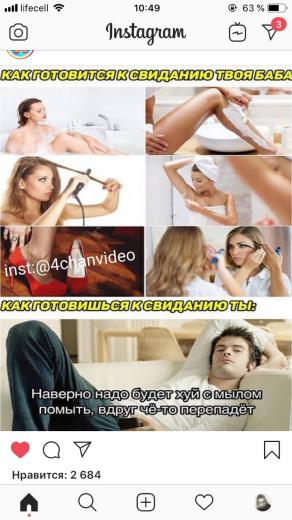 lifecell
10:49
63 %
Instagram
3
КАК ГОТОВИТСЯ К СВИДАНИЮ ТВОЯ БАБА
inst:@4chanvideo
КАК ГОТОВИШЬСЯ К СВИДАНИЮ ТЫ:
Наверно надо будет хуй с мылом
помыть, вдруг чё-то перепадёт
Нравится: 2 684